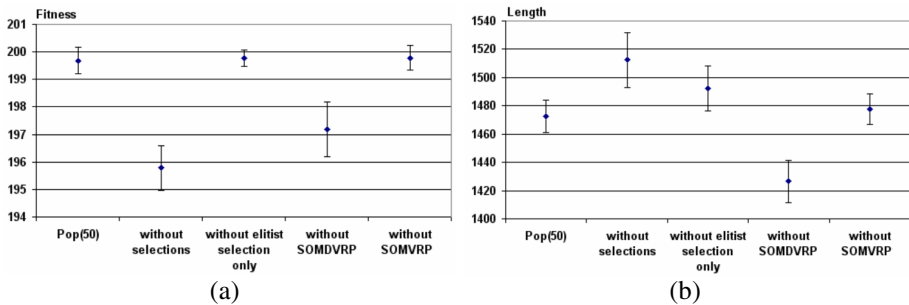 Fitness
201
200
199
198
197
196
195
194
Pop(50)
without
selections
without elitist
selection
only
without
SOMDVRP
without
SOMVRP
(a)
Length
1540
1520
1500
1480
1460
1440
1420
1400
Pop(50)
without
selections
without elitist
selection
only
without
SOMDVRP
without
SOMVRP
(b)